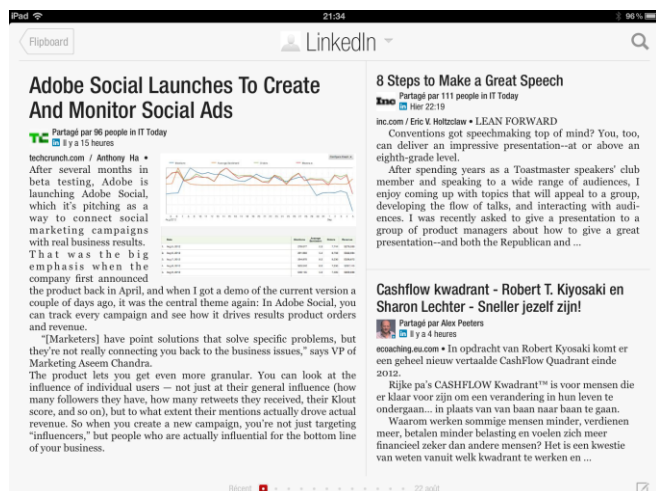 iPad
21:34
96 %
Flipboard
LinkedIn
Adobe Social Launches To Create
And Monitor Social Ads
Partagé par 96 people in IT Today
Il y a 15 heures
techcrunch.com / Anthony Ha •
After several months in
beta testing, Adobe is
launching Adobe Social,
which it's pitching as a
way to connect social
marketing campaigns
with real business results.
That was the big
emphasis when the
company first announced
the product back in April, and when I got a demo of the current version a
couple of days ago, it was the central theme again: In Adobe Social, you
can track every campaign and see how it drives results product orders
and revenue.
"[Marketers] have point solutions that solve specific problems, but
they're not really connecting you back to the business issues," says VP of
Marketing Aseem Chandra.
The product lets you get even more granular. You can look at the
influence of individual users — not just at their general influence (how
many followers they have, how many retweets they received, their Klout
score, and so on), but to what extent their mentions actually drove actual
revenue. So when you create a new campaign, you're not just targeting
"influencers," but people who are actually influential for the bottom line
of your business.
8 Steps to Make a Great Speech
Inc.
Partagé par 111 people in IT Today
Hier 22:19
inc.com / Eric V. Holtzclaw • LEAN FORWARD
Conventions got speechmaking top of mind? You, too,
can deliver an impressive presentation--at or above an
eighth-grade level.
After spending years as a Toastmaster speakers' club
member and speaking to a wide range of audiences, I
enjoy coming up with topics that will appeal to a group,
developing the flow of talks, and interacting with audi-
ences. I was recently asked to give a presentation to a
group of product managers about how to give a great
presentation—and both the Republican and ...
Cashflow kwadrant - Robert T. Kiyosaki en
Sharon Lechter - Sneller jezelf zijn!
Partagé par Alex Peeters
Il y a 4 heures
ecoaching.eu.com • In opdracht van Robert Kyosaki komt er
een geheel nieuw vertaalde CashFlow Quadrant einde
2012.
Rijke pa's CASHFLOW Kwadrant™ is voor mensen die
er klaar voor zijn om een verandering in hun leven te
ondergaan... in plaats van van baan naar baan te gaan.
Waarom werken sommige mensen minder, verdienen
meer, betalen minder belasting en voelen zich meer
financieel zeker dan andere mensen? Het is een kwestie
van weten vanuit welk kwadrant te werken en ...
Récent
22 août